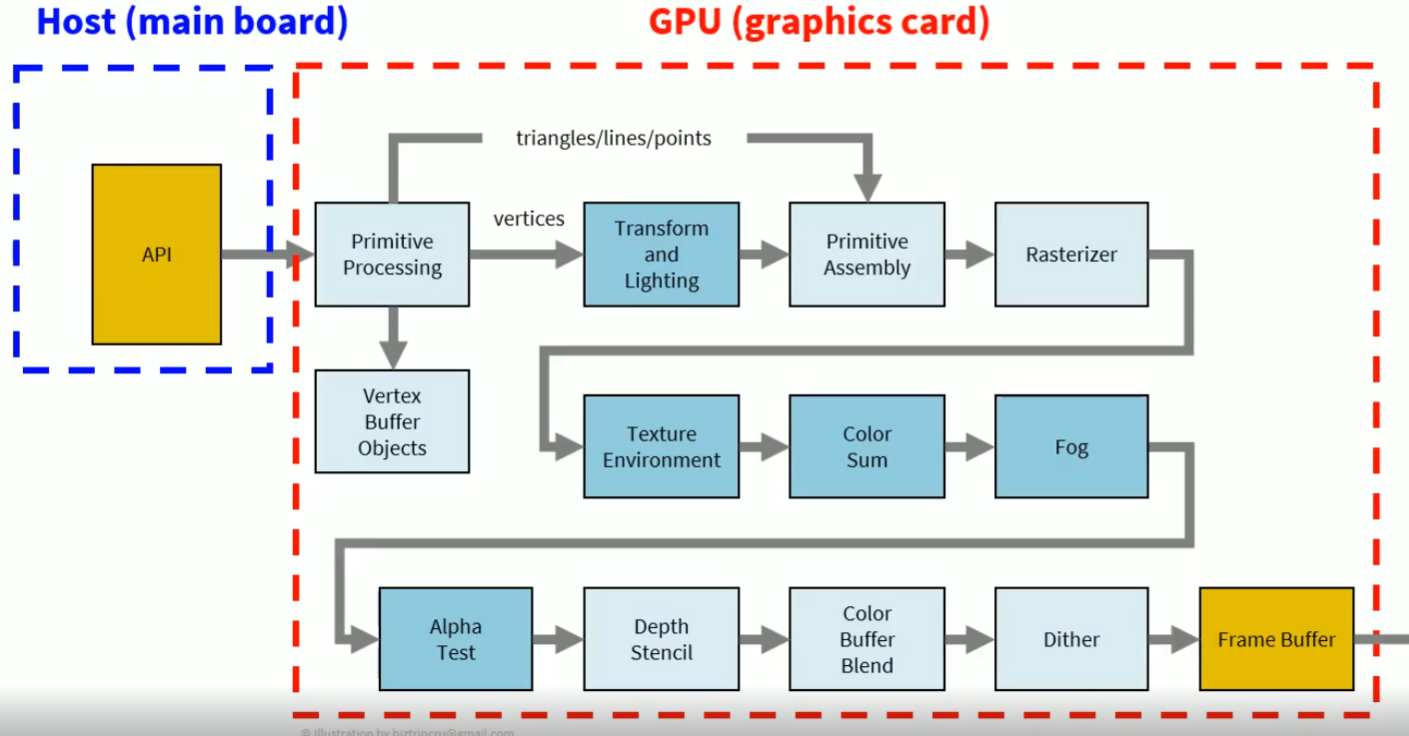 Host (main board)
GPU (graphics card)
triangles/lines/points
API
Primitive
Processing
vertices
Transform
and
Lighting
Primitive
Assembly
Rasterizer
Vertex
Buffer
Objects
Texture
Environment
Color
Sum
Fog
Alpha
Test
Depth
Stencil
Color
Buffer
Blend
Dither
Frame Buffer
© Illustration by biztripcru@gmail.com